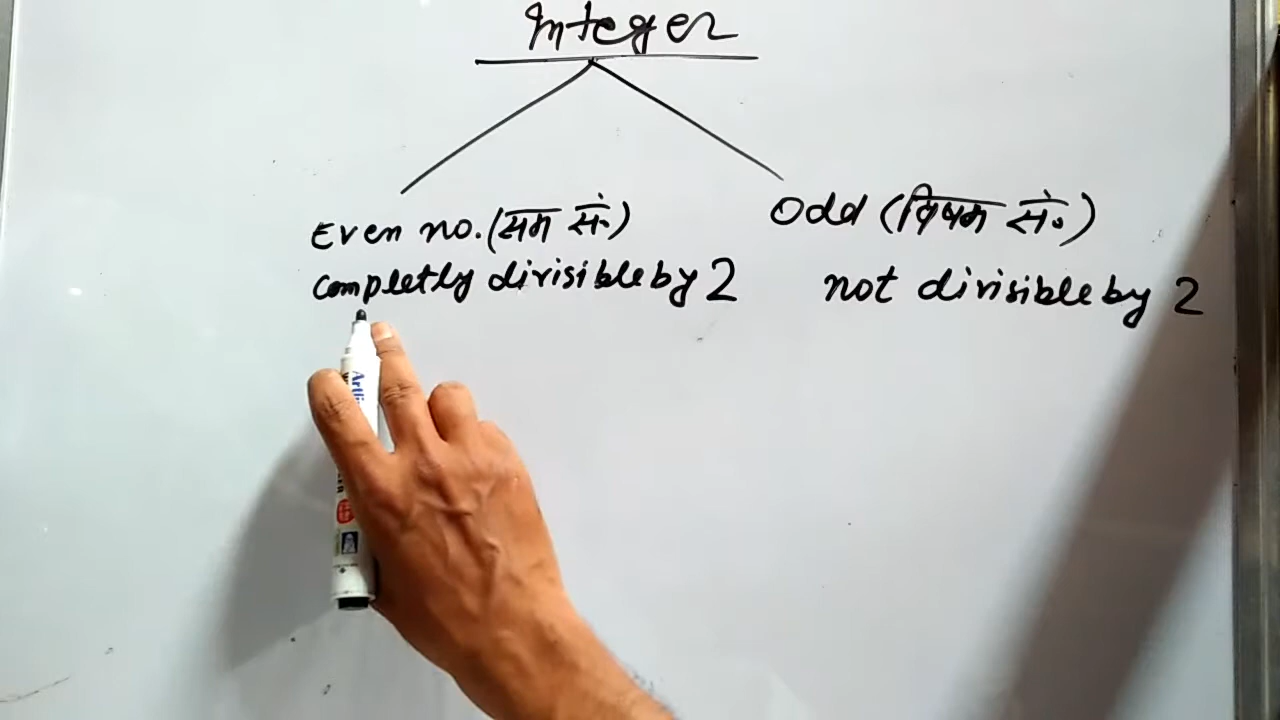 Integer
Even no. (सम सं.)
Odd (विषम सं.)
completly divisible by 2
not divisible by 2